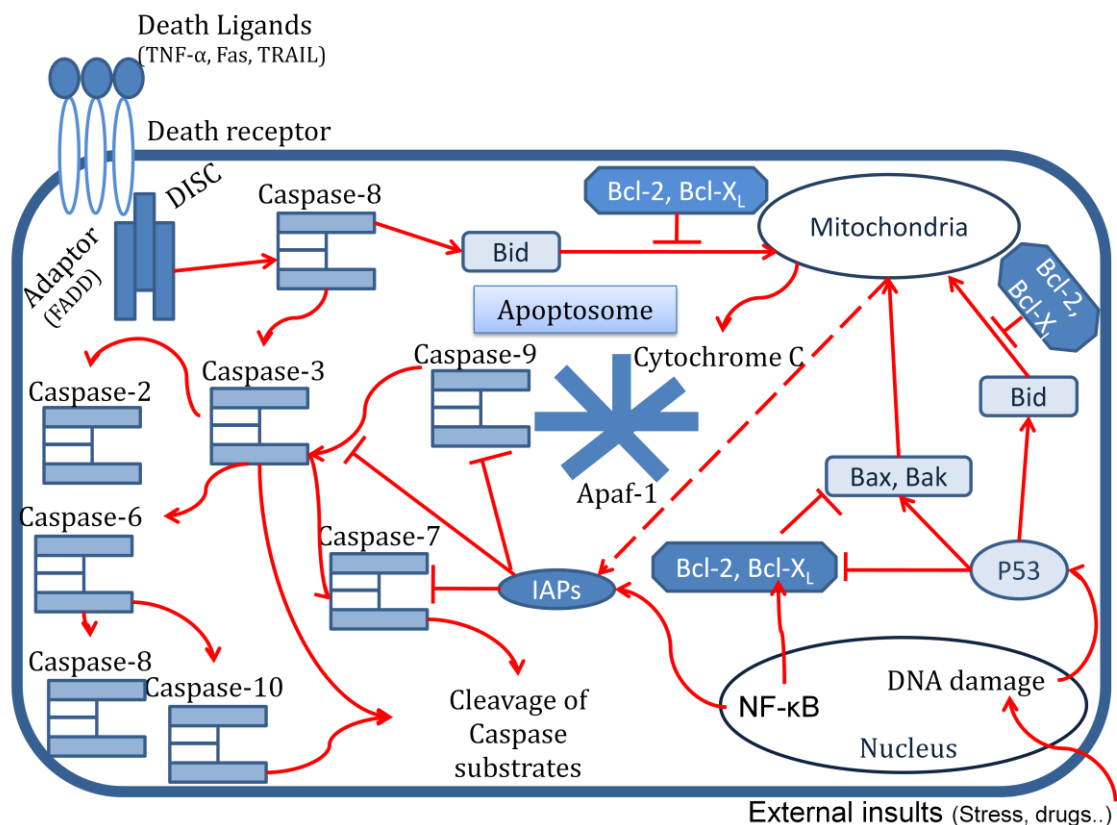 Death Ligands
(TNF-α, Fas, TRAIL)
Death receptor
DISC
Adaptor
(FADD)
Caspase-8
Bid
Bcl-2, Bcl-XL
Mitochondria
Bcl-2,
Bcl-XL
Apoptosome
Cytochrome C
Caspase-9
Caspase-3
Caspase-2
Bid
Bax, Bak
Apaf-1
Caspase-6
Caspase-7
IAPs
Bcl-2, Bcl-XL
P53
Caspase-8
Caspase-10
Cleavage of
Caspase
substrates
NF-κB
DNA damage
Nucleus
External insults (Stress, drugs..)